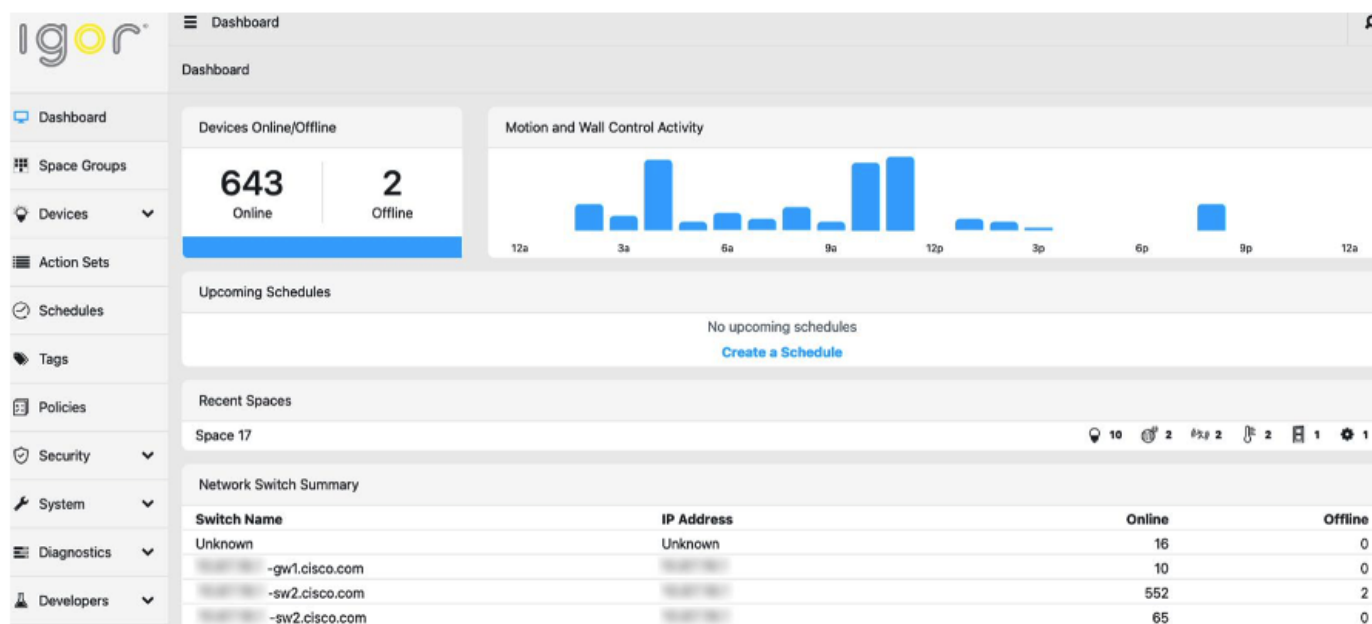 Igor
Dashboard
Dashboard
Dashboard
Space Groups
Devices
Action Sets
Schedules
Tags
Policies
Security
System
Diagnostics
Developers
Devices Online/Offline
643 2
Online Offline
Motion and Wall Control Activity
12a 3a 6a 9a 12p 3p 6p 9p 12a
Upcoming Schedules
No upcoming schedules
Create a Schedule
Recent Spaces
Space 17 10 2 2 2 1 1
Network Switch Summary
Switch Name IP Address Online Offline
Unknown Unknown 16 0
-gw1.cisco.com 10 0
-sw2.cisco.com 552 2
-sw2.cisco.com 65 0